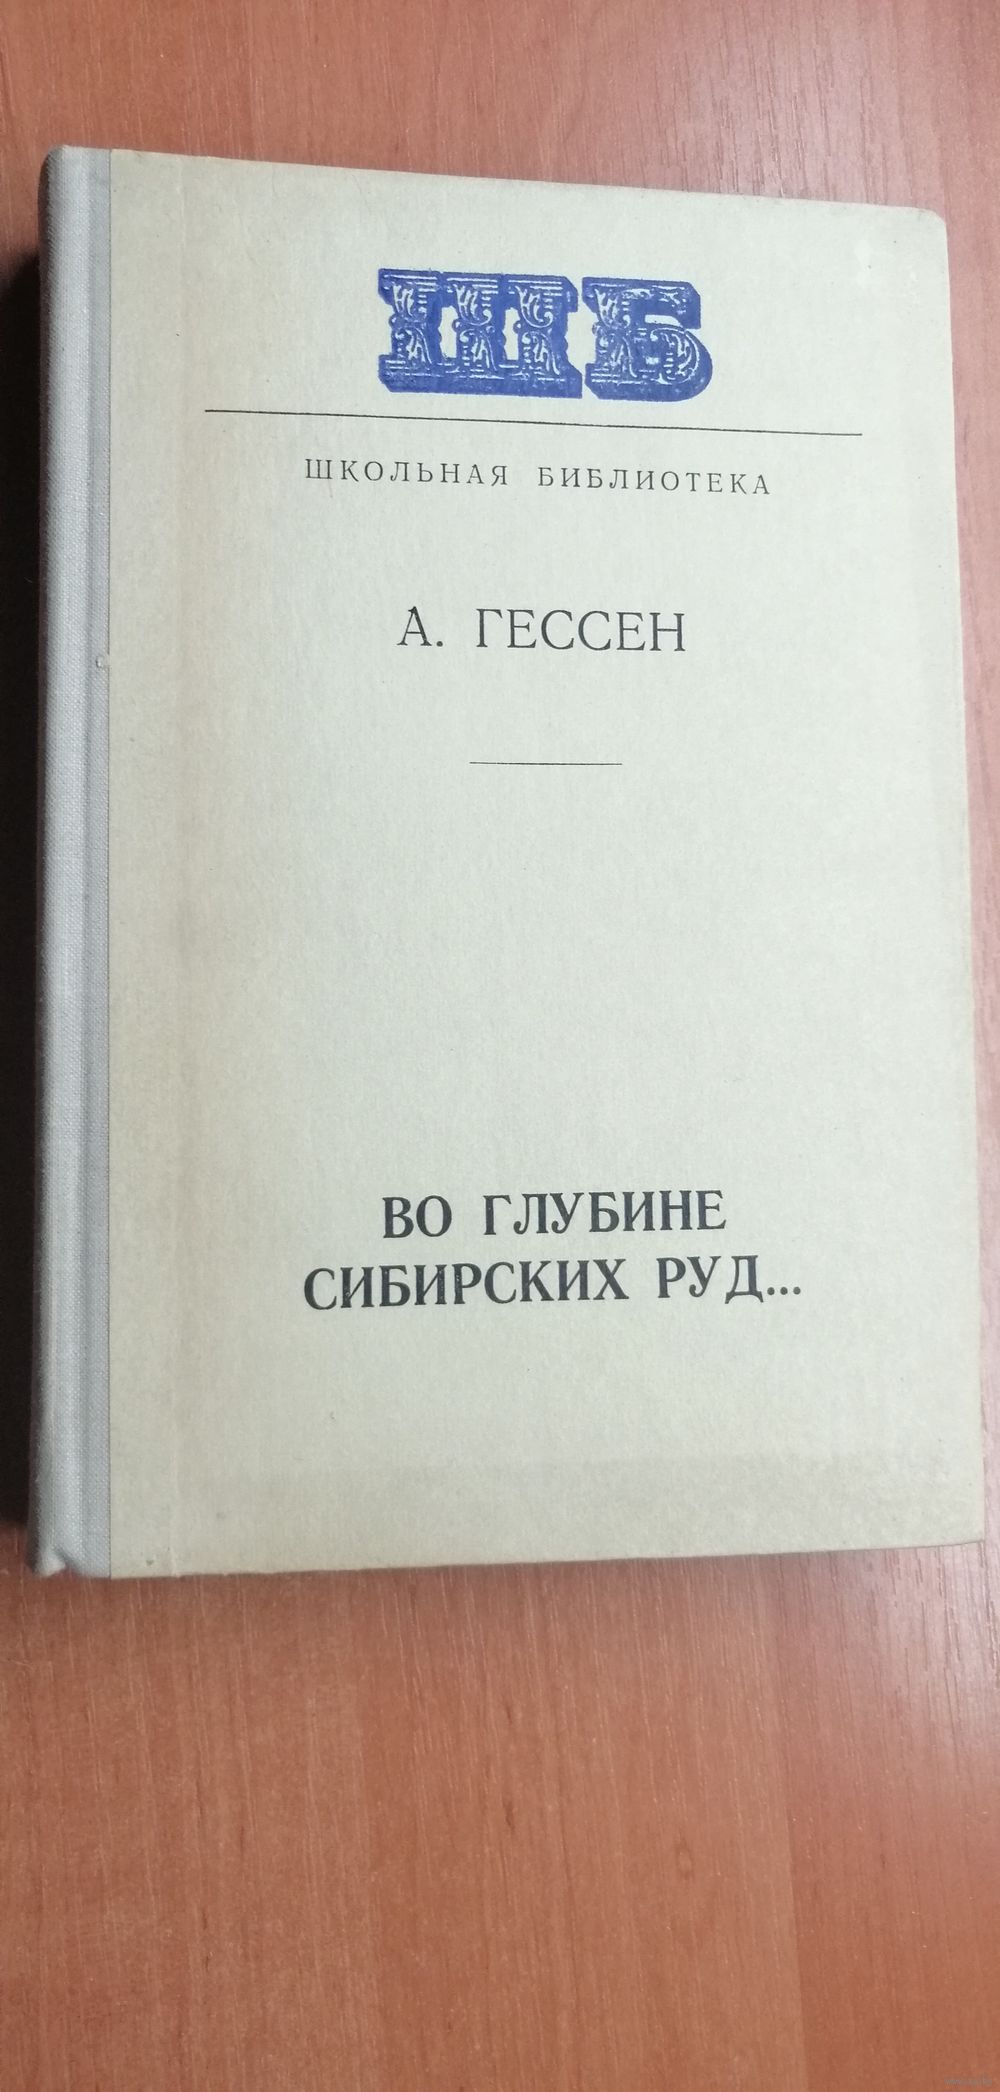 ШБ
ШКОЛЬНАЯ БИБЛИОТЕКА
А. ГЕССЕН
ВО ГЛУБИНЕ
СИБИРСКИХ РУД...